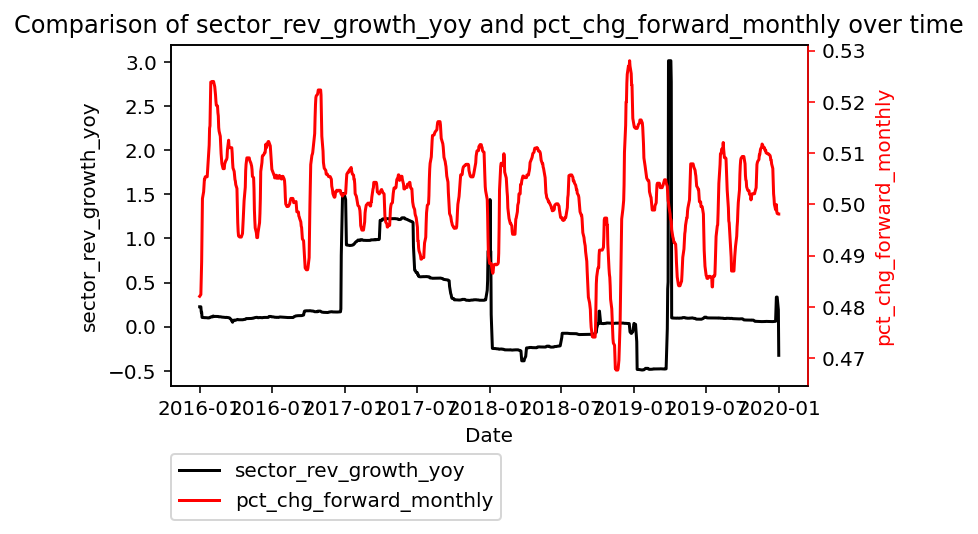 Comparison of sector_rev_growth_yoy and pct_chg_forward_monthly over time
sector_rev_growth_yoy
3.0
2.5
2.0
1.5
1.0
0.5
0.0
−0.5
0.53
0.52
0.51
0.50
0.49
0.48
0.47
pct_chg_forward_monthly
2016-01 2016-07 2017-01 2017-07 2018-01 2018-07 2019-01 2019-07 2020-01
Date
sector_rev_growth_yoy
pct_chg_forward_monthly